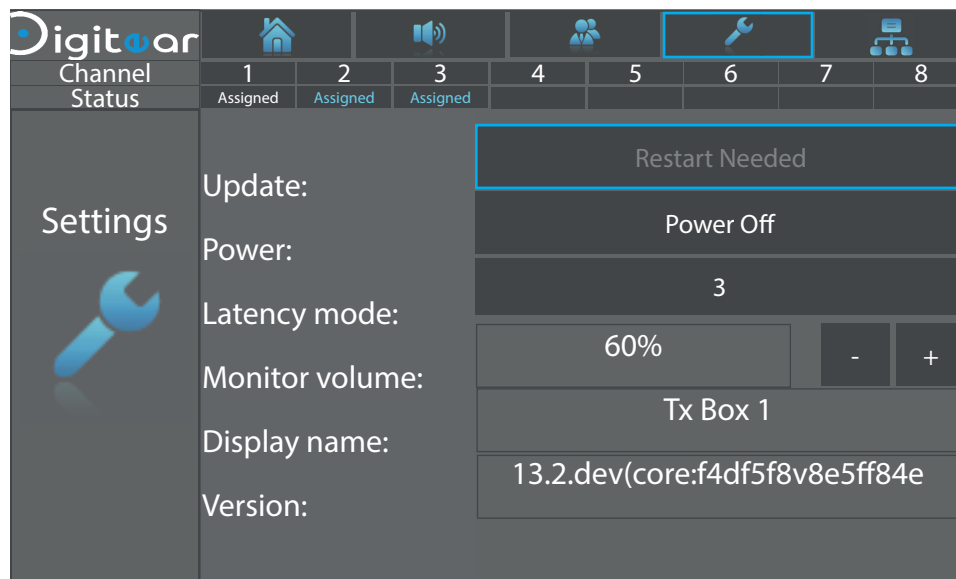 Digitear
Channel 1 2 3 4 5 6 7 8
Status Assigned Assigned Assigned
Settings
Update: Restart Needed
Power: Power Off
Latency mode: 3
Monitor volume: 60% - +
Display name: Tx Box 1
Version: 13.2.dev(core:f4df5f8v8e5ff84e